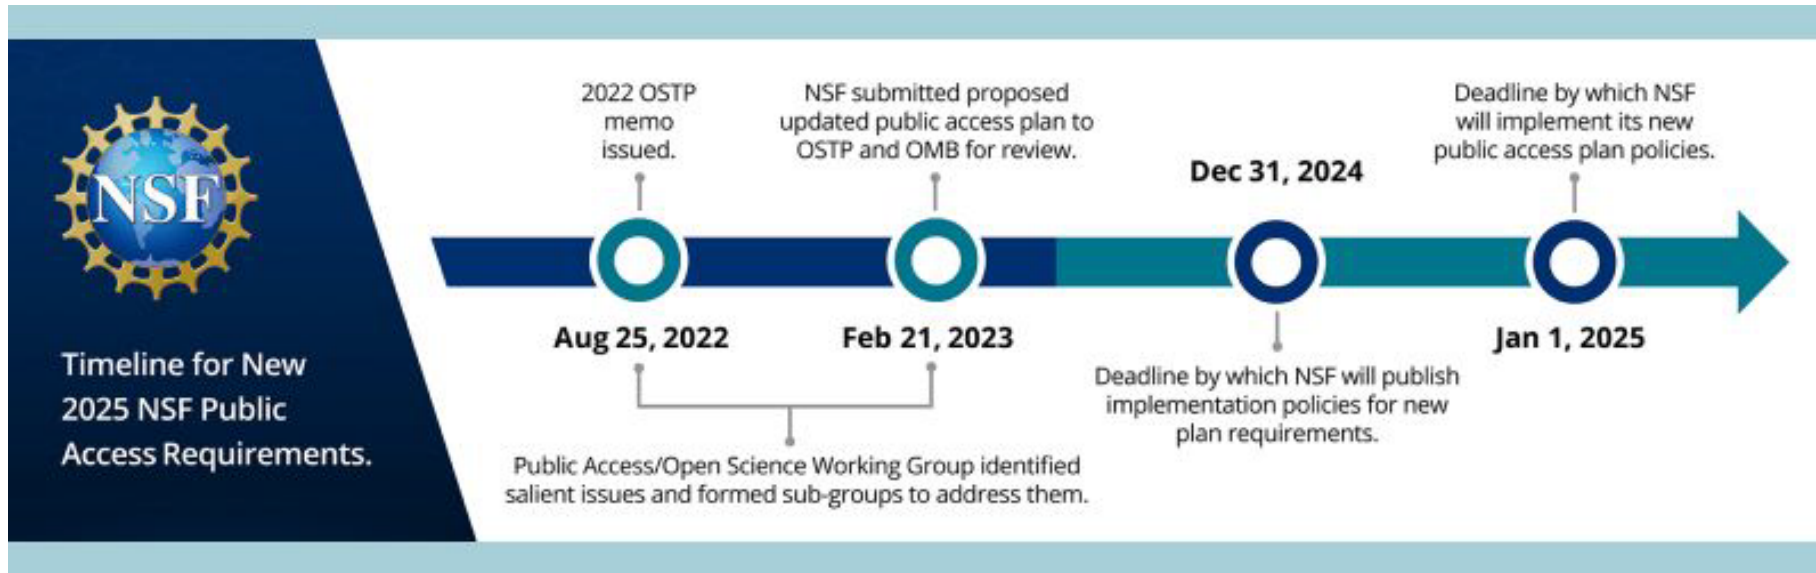 NSF
Timeline for New
2025 NSF Public
Access Requirements.
2022 OSTP
memo
issued.
Aug 25, 2022
NSF submitted proposed
updated public access plan to
OSTP and OMB for review.
Feb 21, 2023
Public Access/Open Science Working Group identified
salient issues and formed sub-groups to address them.
Dec 31, 2024
Deadline by which NSF will publish
implementation policies for new
plan requirements.
Deadline by which NSF
will implement its new
public access plan policies.
Jan 1, 2025